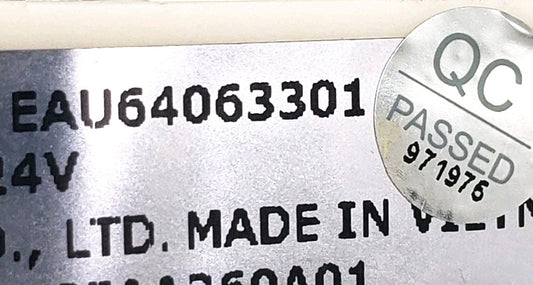 EAU64063301
24V
., LTD. MADE IN
QC
PASSED
971976